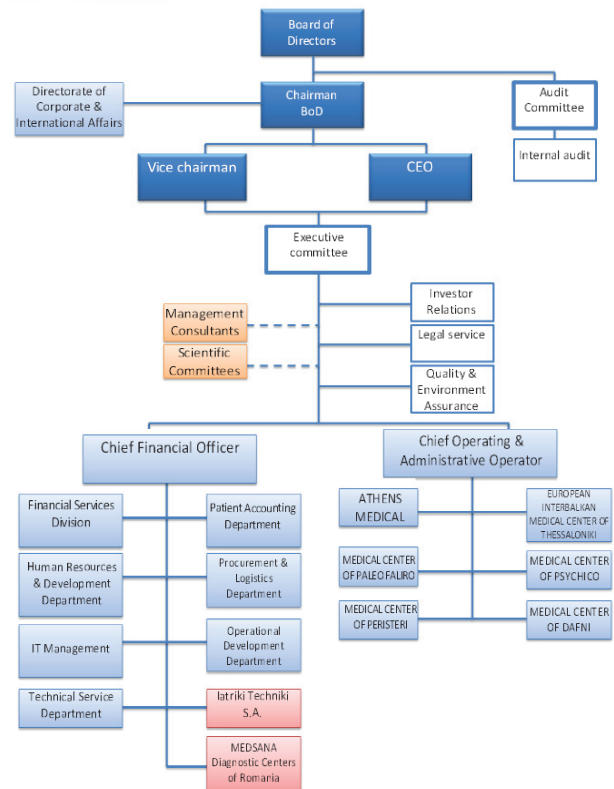 Board of
Directors
Directorate of
Corporate &
International Affairs
Chairman
BoD
Audit
Committee
Internal audit
Vice chairman
CEO
Executive
committee
Management
Consultants
Scientific
Committees
Investor
Relations
Legal service
Quality &
Environment
Assurance
Chief Financial Officer
Chief Operating &
Administrative Operator
Financial Services
Division
Patient Accounting
Department
Human Resources
& Development
Department
Procurement &
Logistics
Department
IT Management
Operational
Development
Department
Technical Service
Department
Iatriki Techniki
S.A.
MEDSANA
Diagnostic Centers
of Romania
ATHENS
MEDICAL
EUROPEAN
INTERBALKAN
MEDICAL CENTER OF
THESSALONIKI
MEDICAL CENTER
OF PALEO FALIRO
MEDICAL CENTER
OF PSYCHICO
MEDICAL CENTER
OF PERISTERI
MEDICAL CENTER
OF DAFNI